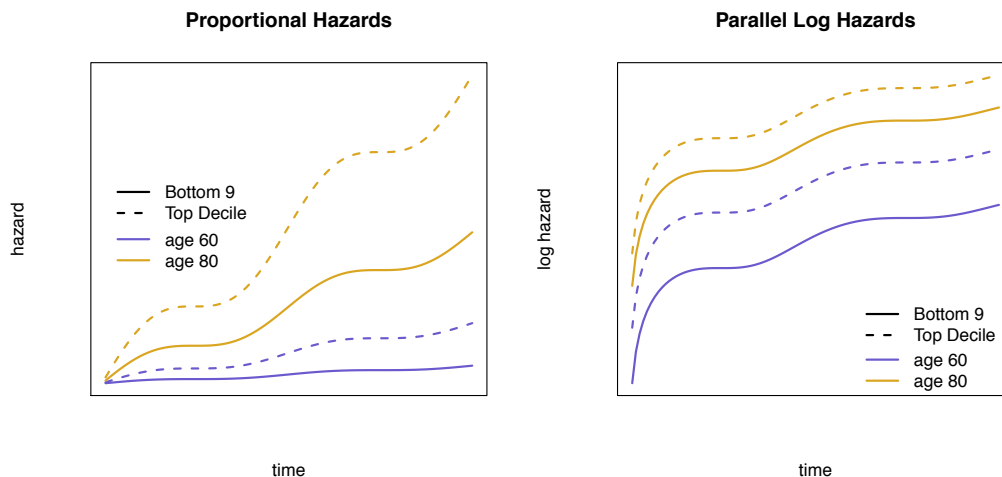 Proportional Hazards
hazard
Bottom 9
Top Decile
age 60
age 80
time
Parallel Log Hazards
log hazard
Bottom 9
Top Decile
age 60
age 80
time